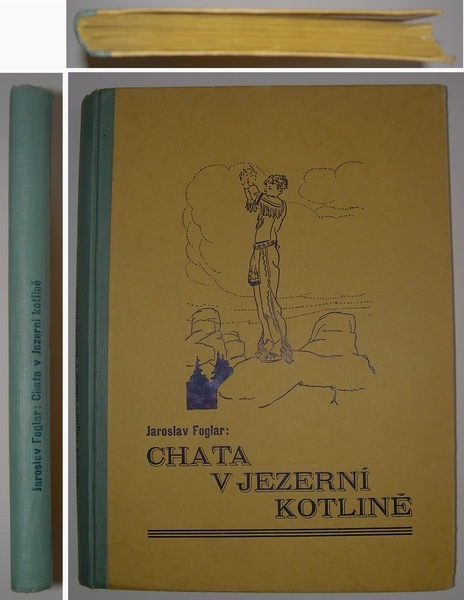 Jaroslav Foglar: Chata v Jezerní kotlině
Jaroslav Foglar:
CHATA
V JEZERNÍ
KOTLINĚ